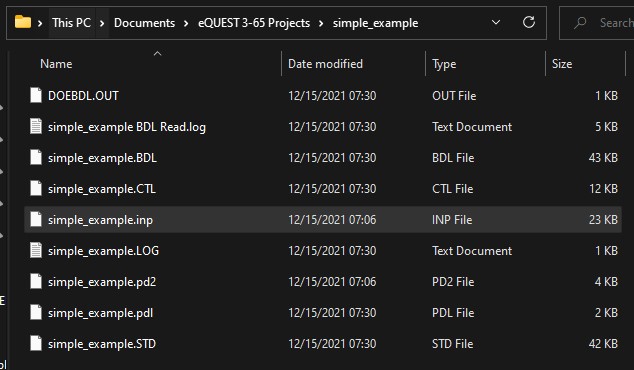 This PC > Documents > eQUEST 3-65 Projects > simple_example Search
Name Date modified Type Size
DOEBDL.OUT 12/15/2021 07:30 OUT File 1 KB
simple_example BDL Read.log 12/15/2021 07:30 Text Document 5 KB
simple_example.BDL 12/15/2021 07:30 BDL File 43 KB
simple_example.CTL 12/15/2021 07:30 CTL File 12 KB
simple_example.inp 12/15/2021 07:06 INP File 23 KB
simple_example.LOG 12/15/2021 07:30 Text Document 1 KB
simple_example.pd2 12/15/2021 07:06 PD2 File 4 KB
simple_example.pdl 12/15/2021 07:30 PDL File 2 KB
simple_example.STD 12/15/2021 07:30 STD File 42 KB